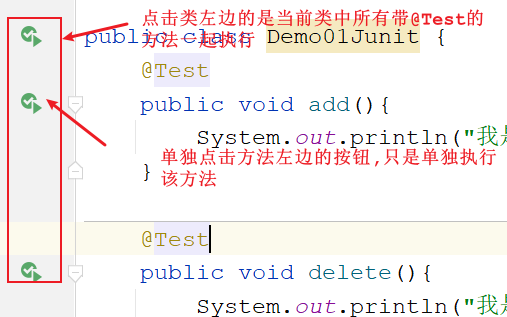 点击类左边的是当前类中所有带@Test的
方法一起执行
public class Demo01Junit {
@Test
public void add(){
System.out.println("我是
单独点击方法左边的按钮,只是单独执行
该方法
}
@Test
public void delete(){
System.out.println("我是